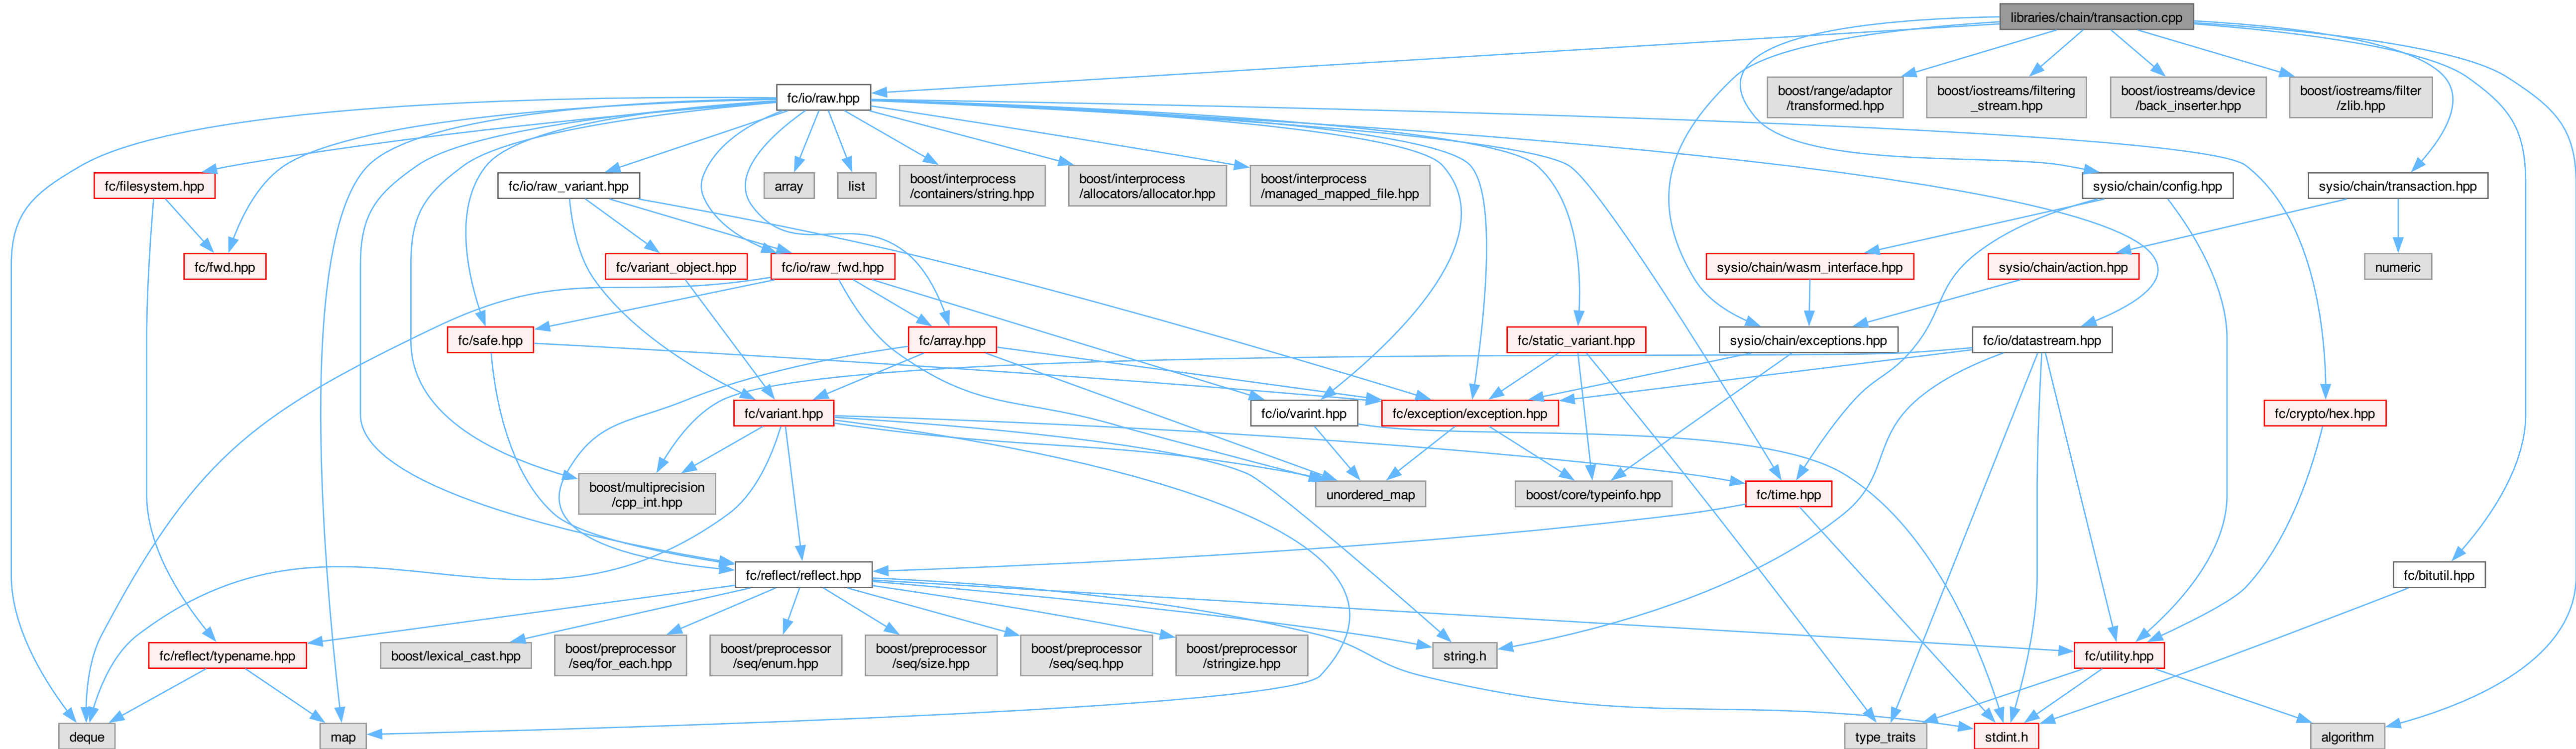 libraries/chain/transaction.cpp
fc/io/raw.hpp
boost/range/adaptor
/transformed.hpp
boost/iostreams/filtering
_stream.hpp
boost/iostreams/device
/back_inserter.hpp
boost/iostreams/filter
/zlib.hpp
fc/filesystem.hpp
fc/io/raw_variant.hpp
array
list
boost/interprocess
/containers/string.hpp
boost/interprocess
/allocators/allocator.hpp
boost/interprocess
/managed_mapped_file.hpp
sysio/chain/config.hpp
sysio/chain/transaction.hpp
fc/fwd.hpp
fc/variant_object.hpp
fc/io/raw_fwd.hpp
sysio/chain/wasm_interface.hpp
sysio/chain/action.hpp
numeric
fc/safe.hpp
fc/array.hpp
fc/static_variant.hpp
sysio/chain/exceptions.hpp
fc/io/datastream.hpp
fc/variant.hpp
fc/io/varint.hpp
fc/exception/exception.hpp
fc/crypto/hex.hpp
boost/multiprecision
/cpp_int.hpp
unordered_map
boost/core/typeinfo.hpp
fc/time.hpp
fc/reflect/reflect.hpp
fc/bitutil.hpp
fc/reflect/typename.hpp
boost/lexical_cast.hpp
boost/preprocessor
/seq/for_each.hpp
boost/preprocessor
/seq/enum.hpp
boost/preprocessor
/seq/size.hpp
boost/preprocessor
/seq/seq.hpp
boost/preprocessor
/stringize.hpp
string.h
fc/utility.hpp
deque
map
type_traits
stdint.h
algorithm